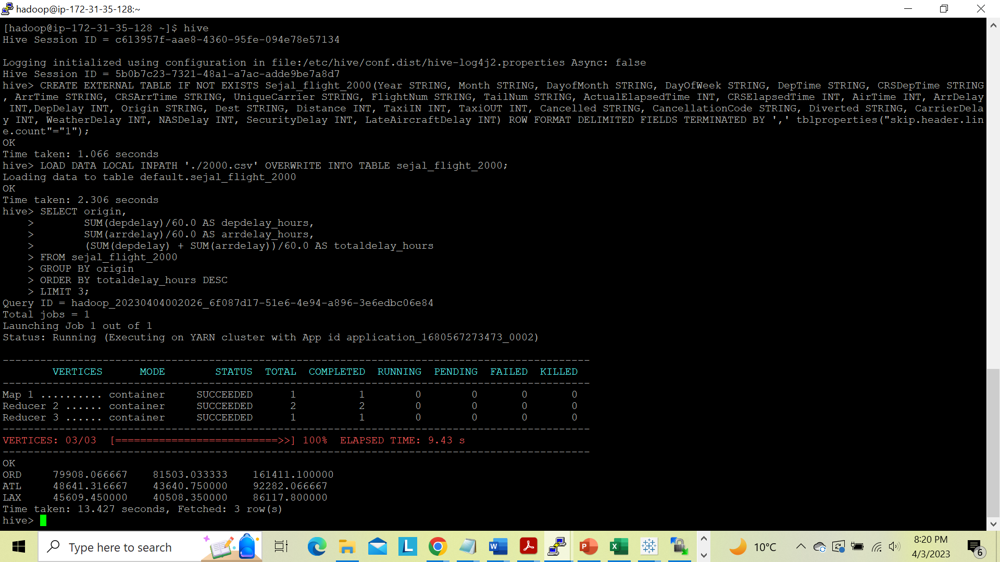 hadoop@ip-172-31-35-128:~
[hadoop@ip-172-31-35-128 ~]$ hive
Hive Session ID = c613957f-aae8-4360-95fe-094e78e57134
Logging initialized using configuration in file:/etc/hive/conf.dist/hive-log4j2.properties Async: false
Hive Session ID = 5b0b7c23-7321-48a1-a7ac-adde9be7a8d7
hive> CREATE EXTERNAL TABLE IF NOT EXISTS Sejal_flight_2000(Year STRING, Month STRING, DayofMonth STRING, DayOfWeek STRING, DepTime STRING, CRSDepTime STRING
, ArrTime STRING, CRSArrTime STRING, UniqueCarrier STRING, FlightNum STRING, TailNum STRING, ActualElapsedTime INT, CRSElapsedTime INT, AirTime INT, ArrDelay
 INT,DepDelay INT, Origin STRING, Dest STRING, Distance INT, TaxiIN INT, TaxiOUT INT, Cancelled STRING, CancellationCode STRING, Diverted STRING, CarrierDela
y INT, WeatherDelay INT, NASDelay INT, SecurityDelay INT, LateAircraftDelay INT) ROW FORMAT DELIMITED FIELDS TERMINATED BY ',' tblproperties("skip.header.lin
e.count"="1");
OK
Time taken: 1.066 seconds
hive> LOAD DATA LOCAL INPATH './2000.csv' OVERWRITE INTO TABLE sejal_flight_2000;
Loading data to table default.sejal_flight_2000
OK
Time taken: 2.306 seconds
hive> SELECT origin,
    >        SUM(depdelay)/60.0 AS depdelay_hours,
    >        SUM(arrdelay)/60.0 AS arrdelay_hours,
    >        (SUM(depdelay) + SUM(arrdelay))/60.0 AS totaldelay_hours
    > FROM sejal_flight_2000
    > GROUP BY origin
    > ORDER BY totaldelay_hours DESC
    > LIMIT 3;
Query ID = hadoop_20230404002026_6f087d17-51e6-4e94-a896-3e6edbc06e84
Total jobs = 1
Launching Job 1 out of 1
Status: Running (Executing on YARN cluster with App id application_1680567273473_0002)
----------------------------------------------------------------------------------------------
        VERTICES      MODE        STATUS  TOTAL  COMPLETED  RUNNING  PENDING  FAILED  KILLED
----------------------------------------------------------------------------------------------
Map 1 .......... container     SUCCEEDED      1          1        0        0       0       0
Reducer 2 ...... container     SUCCEEDED      2          2        0        0       0       0
Reducer 3 ...... container     SUCCEEDED      1          1        0        0       0       0
----------------------------------------------------------------------------------------------
VERTICES: 03/03  [==========================>>] 100%  ELAPSED TIME: 9.43 s
----------------------------------------------------------------------------------------------
OK
ORD     79908.066667    81503.033333    161411.100000
ATL     48641.316667    43640.750000    92282.066667
LAX     45609.450000    40508.350000    86117.800000
Time taken: 13.427 seconds, Fetched: 3 row(s)
hive>
Type here to search
L
W
P
X
10°C
8:20 PM
4/3/2023
6